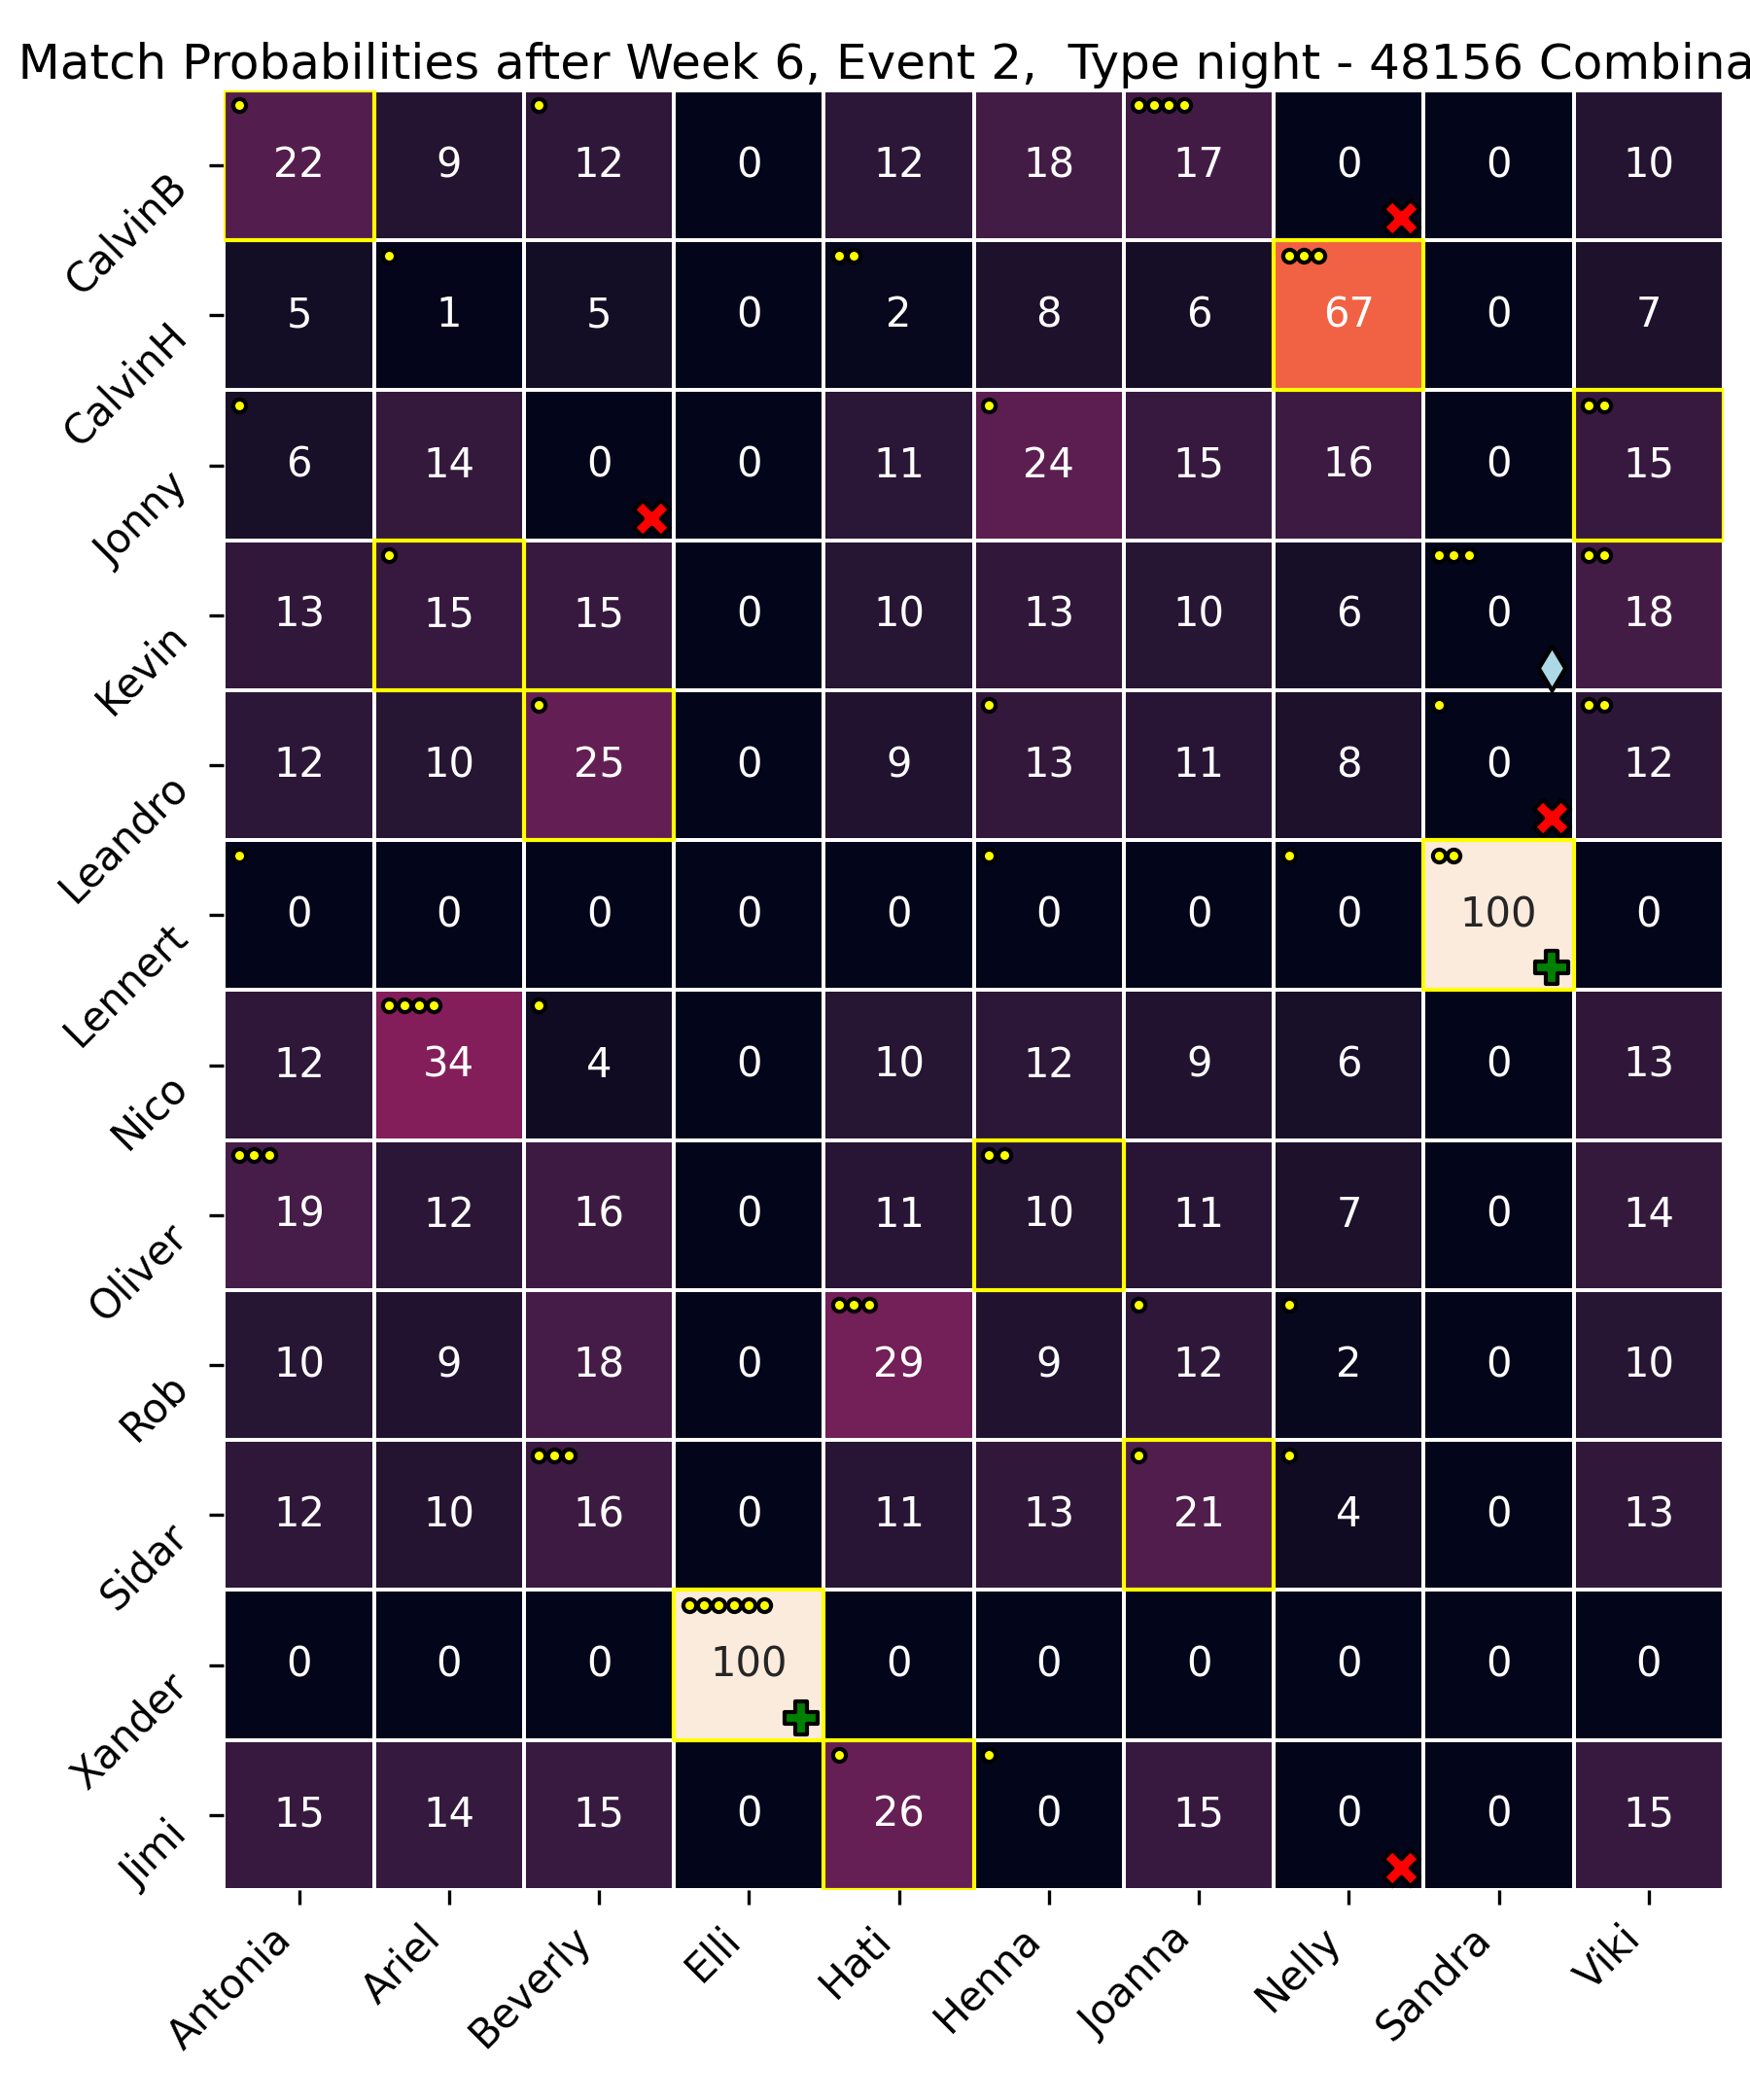 Match Probabilities after Week 6, Event 2, Type night - 48156 Combina
CalvinB 22 9 12 0 12 18 17 0 0 10
CalvinH 5 1 5 0 2 8 6 67 0 7
Jonny 6 14 0 0 11 24 15 16 0 15
Kevin 13 15 15 0 10 13 10 6 0 18
Leandro 12 10 25 0 9 13 11 8 0 12
Lennert 0 0 0 0 0 0 0 0 100 0
Nico 12 34 4 0 10 12 9 6 0 13
Oliver 19 12 16 0 11 10 11 7 0 14
Rob 10 9 18 0 29 9 12 2 0 10
Sidar 12 10 16 0 11 13 21 4 0 13
Xander 0 0 0 100 0 0 0 0 0 0
Jimi 15 14 15 0 26 0 15 0 0 15
Antonia Ariel Beverly Elli Hati Henna Joanna Nelly Sandra Viki